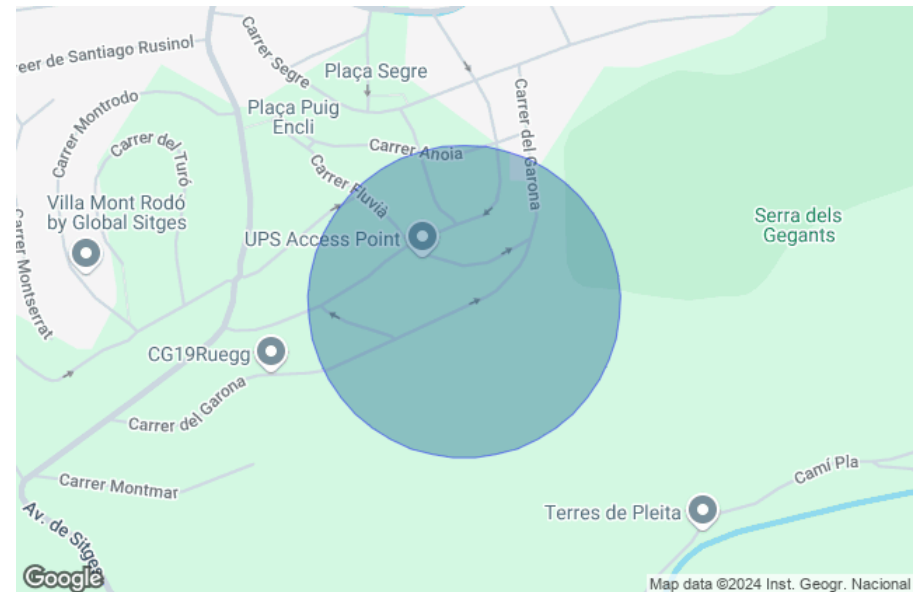 reer de Santiago Rusinol
Carrer Segre
Plaça Segre
Plaça Puig
Encli
Carrer Montrodo
Carrer del Turó
Carrer Anoia
Carrer del Garona
Carrer Fluvià
Villa Mont Rodó
by Global Sitges
UPS Access Point
Serra dels
Gegants
Carrer Montserrat
CG19Ruegg
Carrer del Garona
Carrer Montmar
Camí Pla
Terres de Pleita
Av. de Sitges
Google
Map data ©2024 Inst. Geogr. Nacional